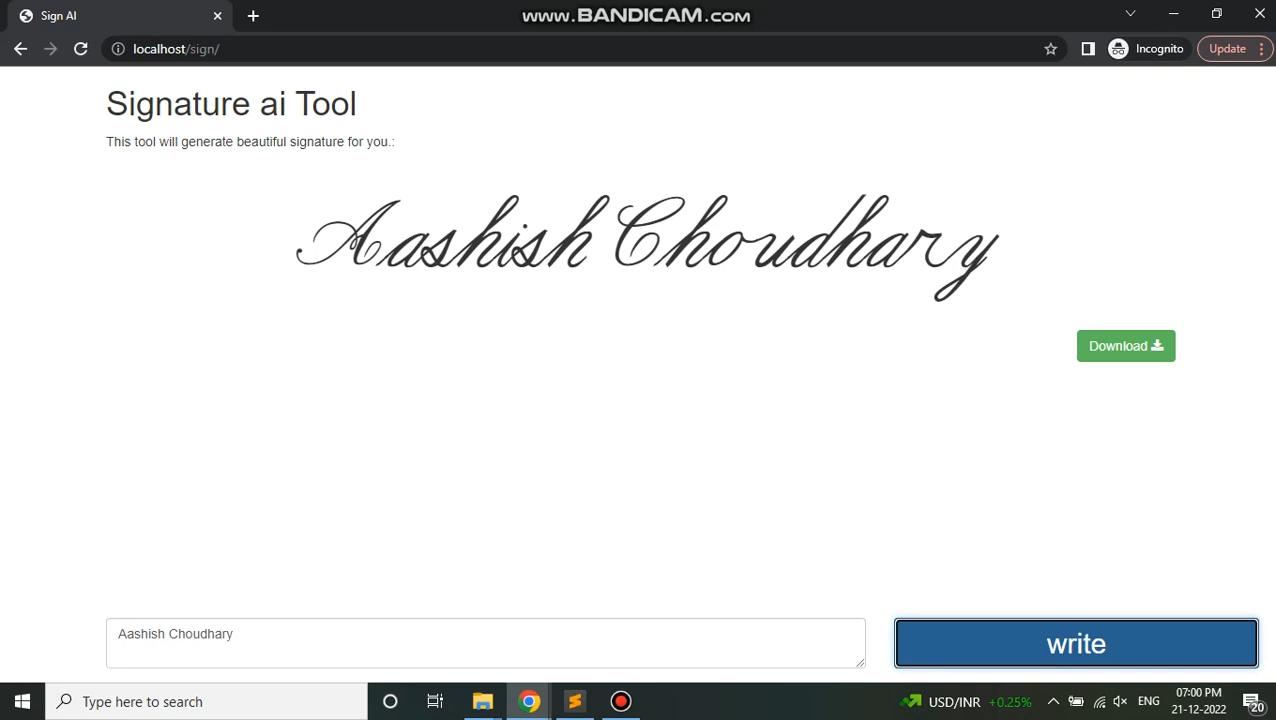 Sign AI
www.BANDICAM.com
localhost/sign/
Incognito
Update
Signature ai Tool
This tool will generate beautiful signature for you.:
Aashish Choudhary
Download
Aashish Choudhary
write
Type here to search
USD/INR +0.25%
ENG
07:00 PM
21-12-2022
20